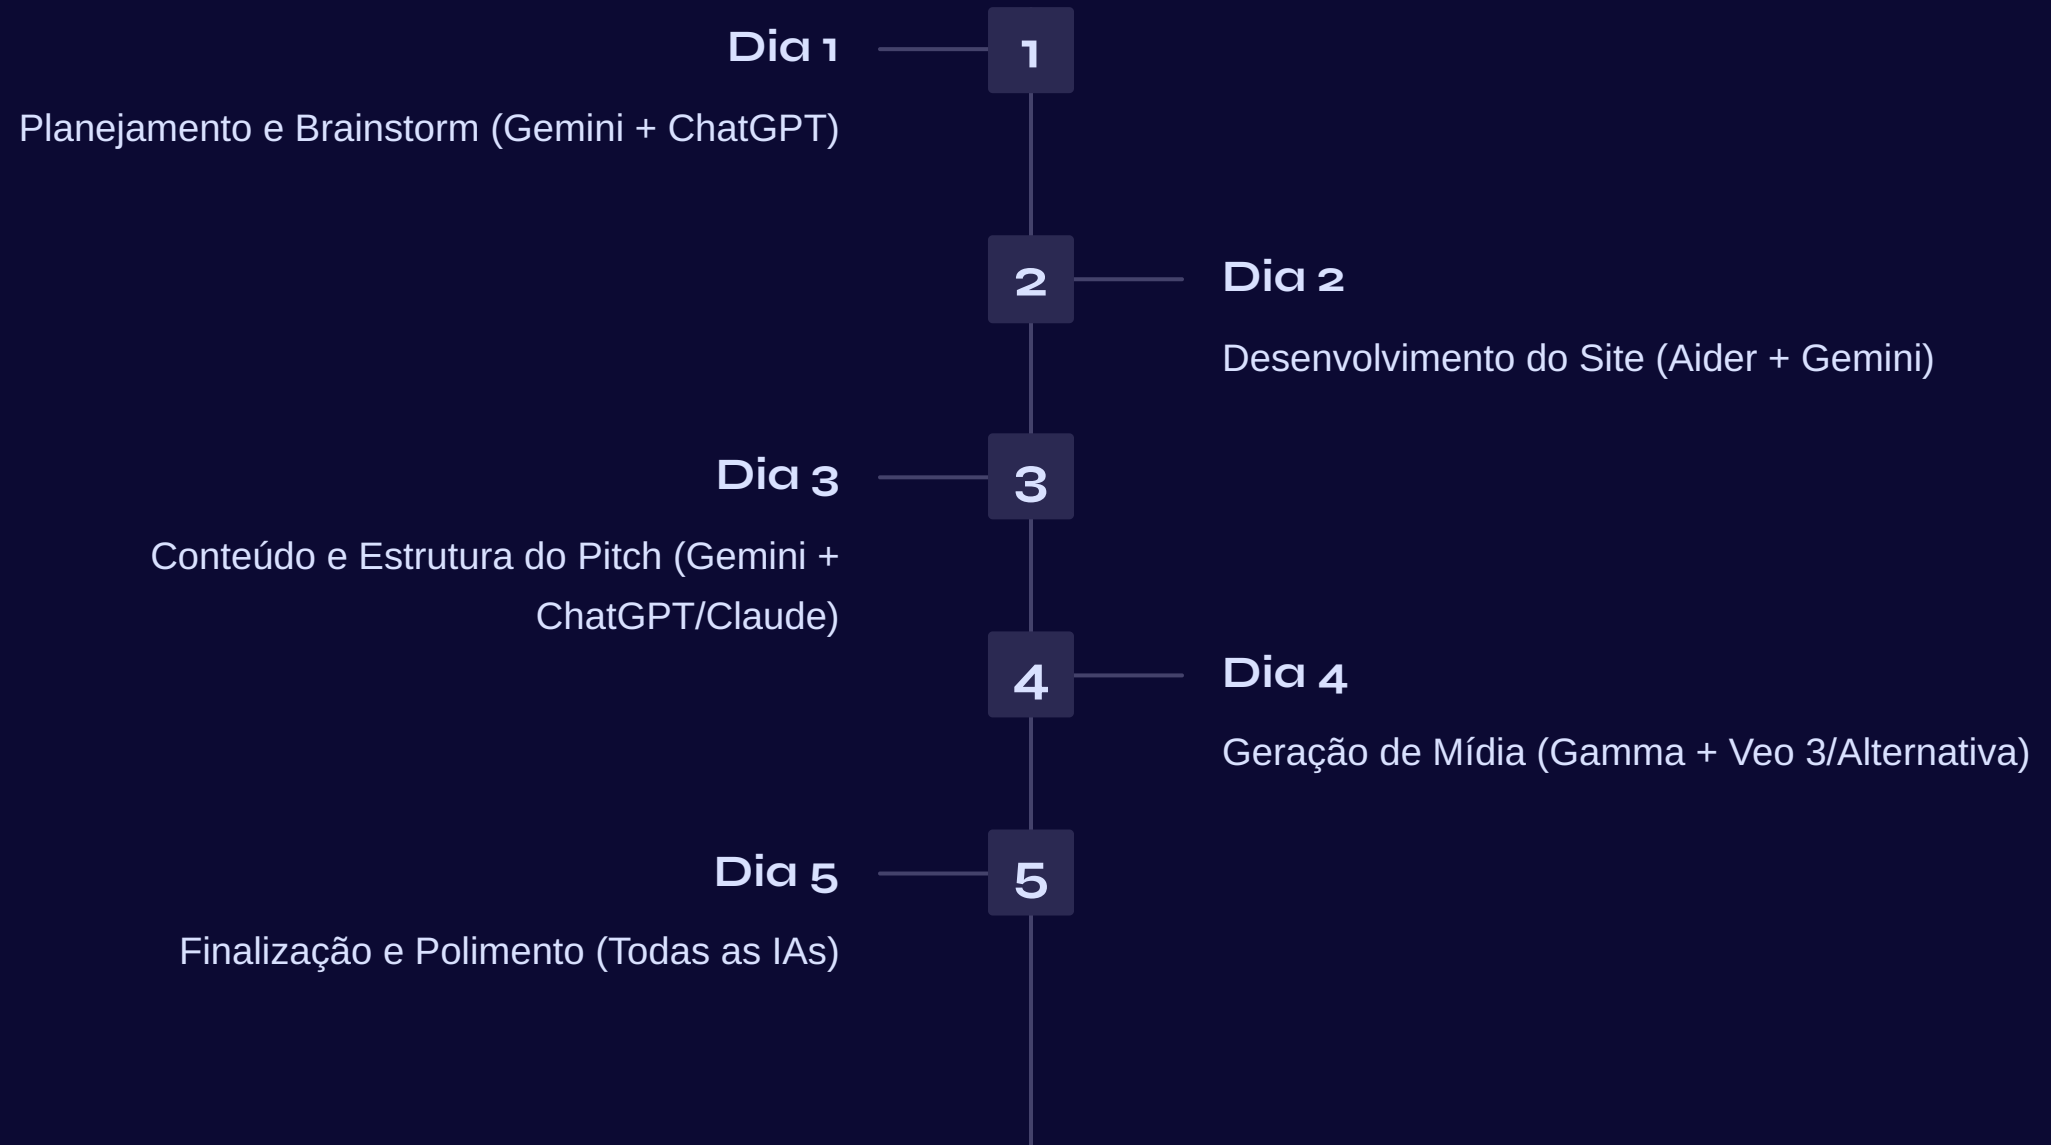 Dia 1
1
Planejamento e Brainstorm (Gemini + ChatGPT)
2
Dia 2
Desenvolvimento do Site (Aider + Gemini)
Dia 3
3
Conteúdo e Estrutura do Pitch (Gemini +
ChatGPT/Claude)
4
Dia 4
Geração de Mídia (Gamma + Veo 3/Alternativa)
Dia 5
5
Finalização e Polimento (Todas as IAs)